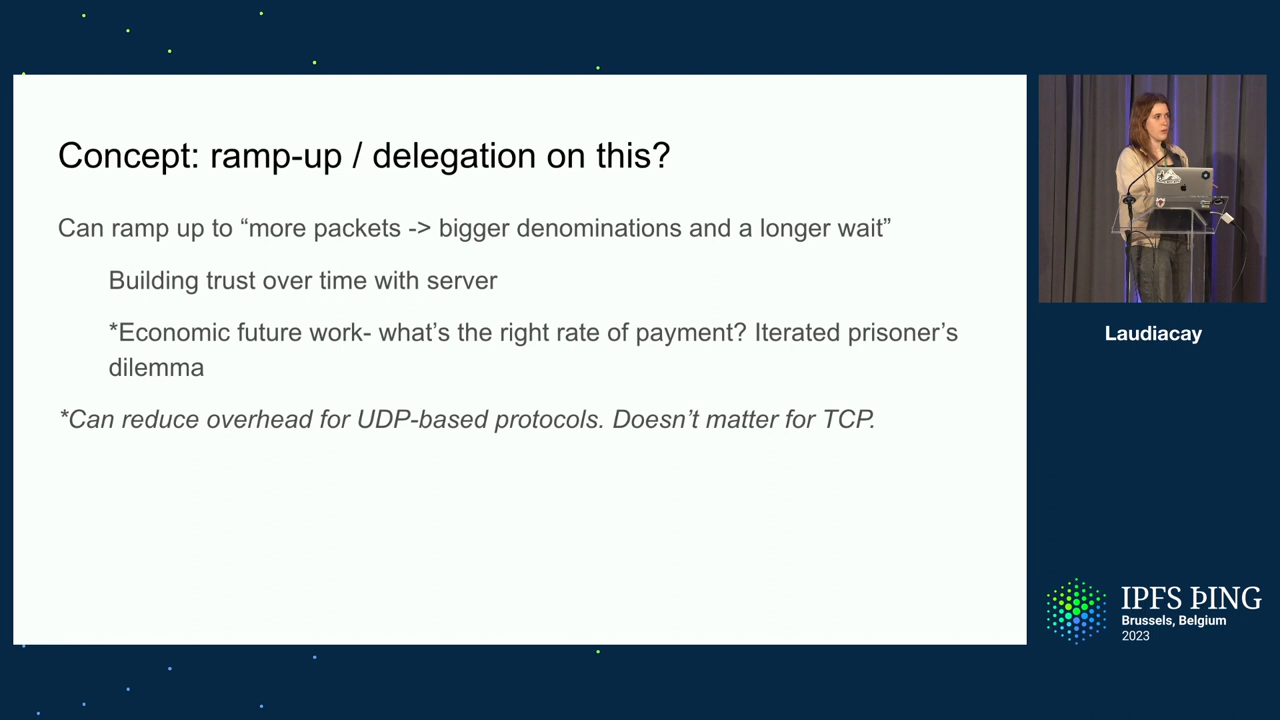 Concept: ramp-up / delegation on this?
Can ramp up to “more packets -> bigger denominations and a longer wait”
Building trust over time with server
*Economic future work- what’s the right rate of payment? Iterated prisoner’s
dilemma
*Can reduce overhead for UDP-based protocols. Doesn’t matter for TCP.
Laudiacay
IPFS ÞING
Brussels, Belgium
2023